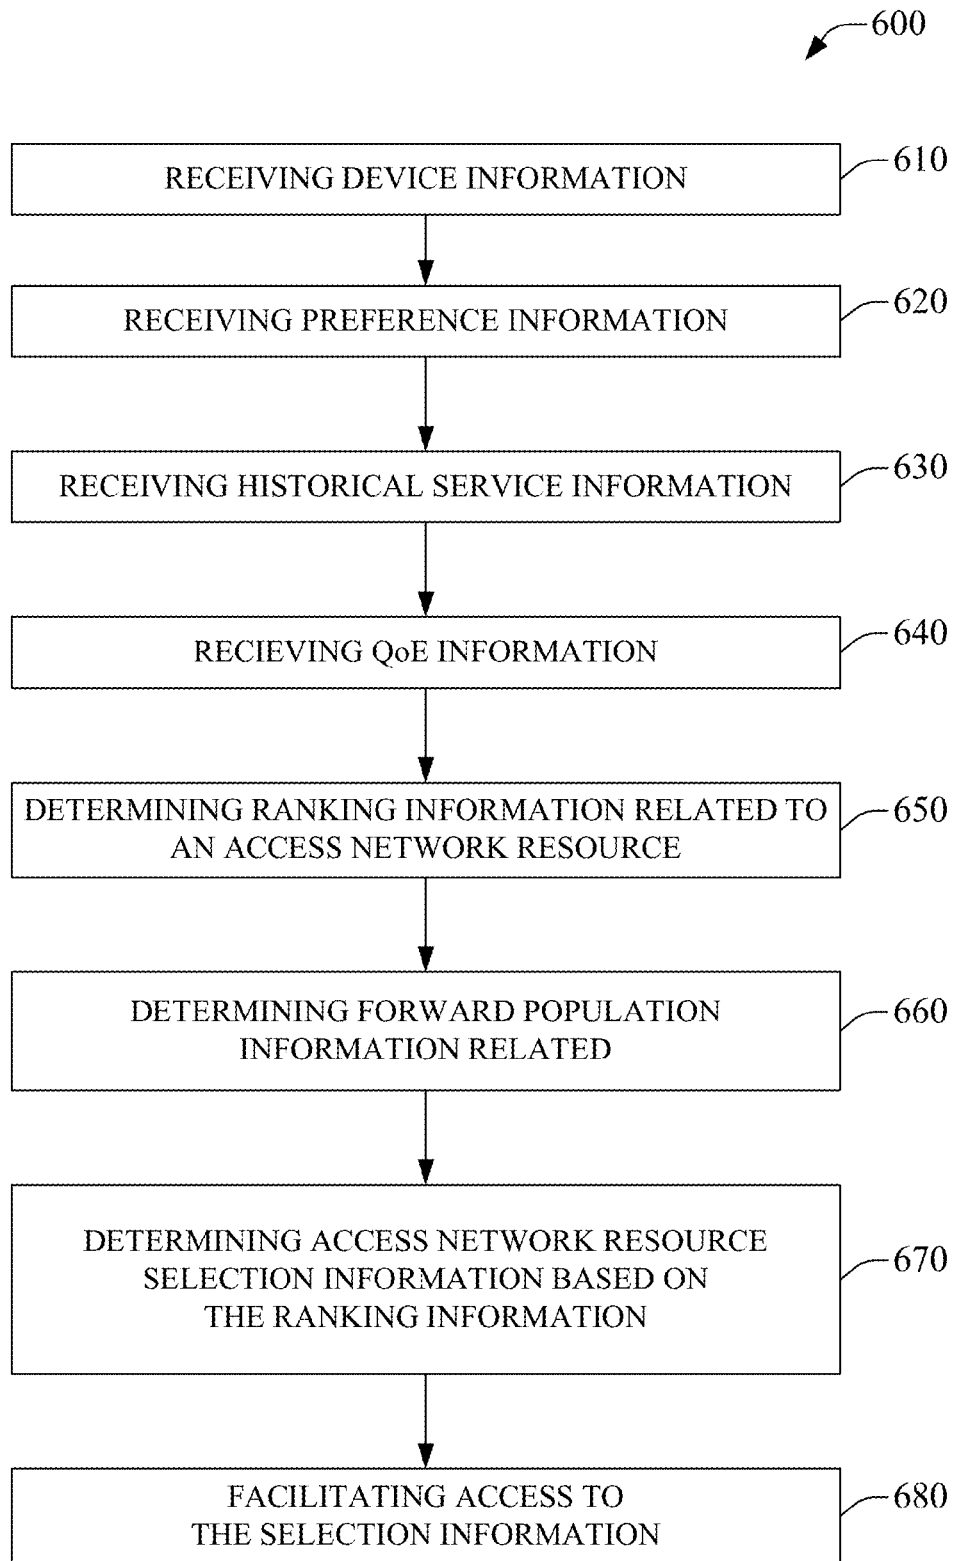 600
RECEIVING DEVICE INFORMATION
610
RECEIVING PREFERENCE INFORMATION
620
RECEIVING HISTORICAL SERVICE INFORMATION
630
RECIEVING QoE INFORMATION
640
DETERMINING RANKING INFORMATION RELATED TO
AN ACCESS NETWORK RESOURCE
650
DETERMINING FORWARD POPULATION
INFORMATION RELATED
660
DETERMINING ACCESS NETWORK RESOURCE
SELECTION INFORMATION BASED ON
THE RANKING INFORMATION
670
FACILITATING ACCESS TO
THE SELECTION INFORMATION
680